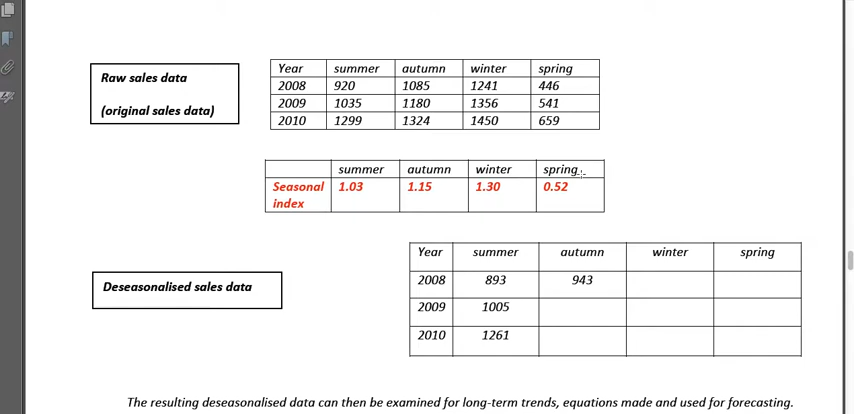 Raw sales data
(original sales data)
Year summer autumn winter spring
2008 920 1085 1241 446
2009 1035 1180 1356 541
2010 1299 1324 1450 659
summer autumn winter spring
Seasonal index 1.03 1.15 1.30 0.52
Deseasonalised sales data
Year summer autumn winter spring
2008 893 943
2009 1005
2010 1261
The resulting deseasonalised data can then be examined for long-term trends, equations made and used for forecasting.